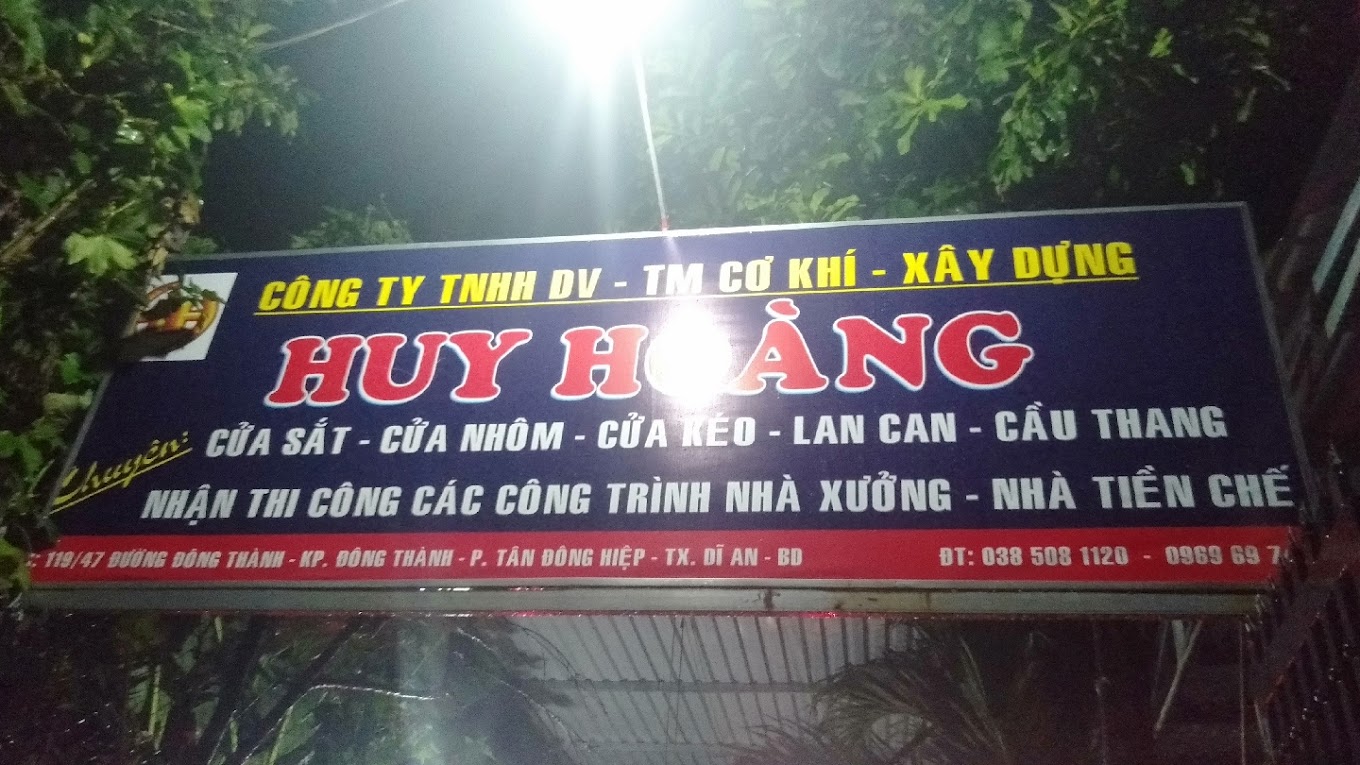 CÔNG TY TNHH DV - TM CƠ KHÍ - XÂY DỰNG
HUY HOÀNG
Chuyên:
CỬA SẮT - CỬA NHÔM - CỬA KÉO - LAN CAN - CẦU THANG
NHẬN THI CÔNG CÁC CÔNG TRÌNH NHÀ XƯỞNG - NHÀ TIỀN CHẾ
119/47 ĐƯỜNG ĐÔNG THÀNH - KP. ĐÔNG THÀNH - P. TÂN ĐÔNG HIỆP - TX. DĨ AN - BD ĐT: 038 508 1120 - 0969 69 7